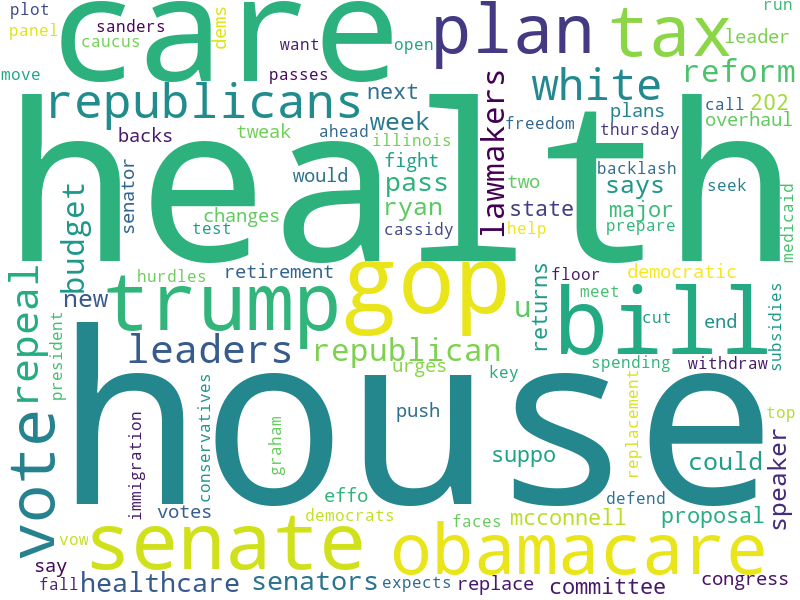 plot
sanders
care
dems
plan
tax
run
panel
caucus
want
open
leader
move
passes
reform
republicans
next
lawmakers
white
plans
call
202
backs
tweak
ahead
week
illinois
freedom
thursday
overhaul
health
senator
would
fight
pass
two
says
backlash
seek
budget
changes
test
ryan
cassidy
state
help
major
prepare
medicaid
hurdles
retirement
gop
returns
floor
democratic
repeal
new
trump
u
bill
meet
cut
end
subsidies
president
leaders
republican
urges
key
spending
withdraw
house
vote
immigration
conservatives
graham
push
replacement
top
suppo
could
speaker
votes
effo
democrats
faces
mcconnell
defend
proposal
vow
senate
obamacare
say
fall
healthcare
senators
expects
replace
committee
congress